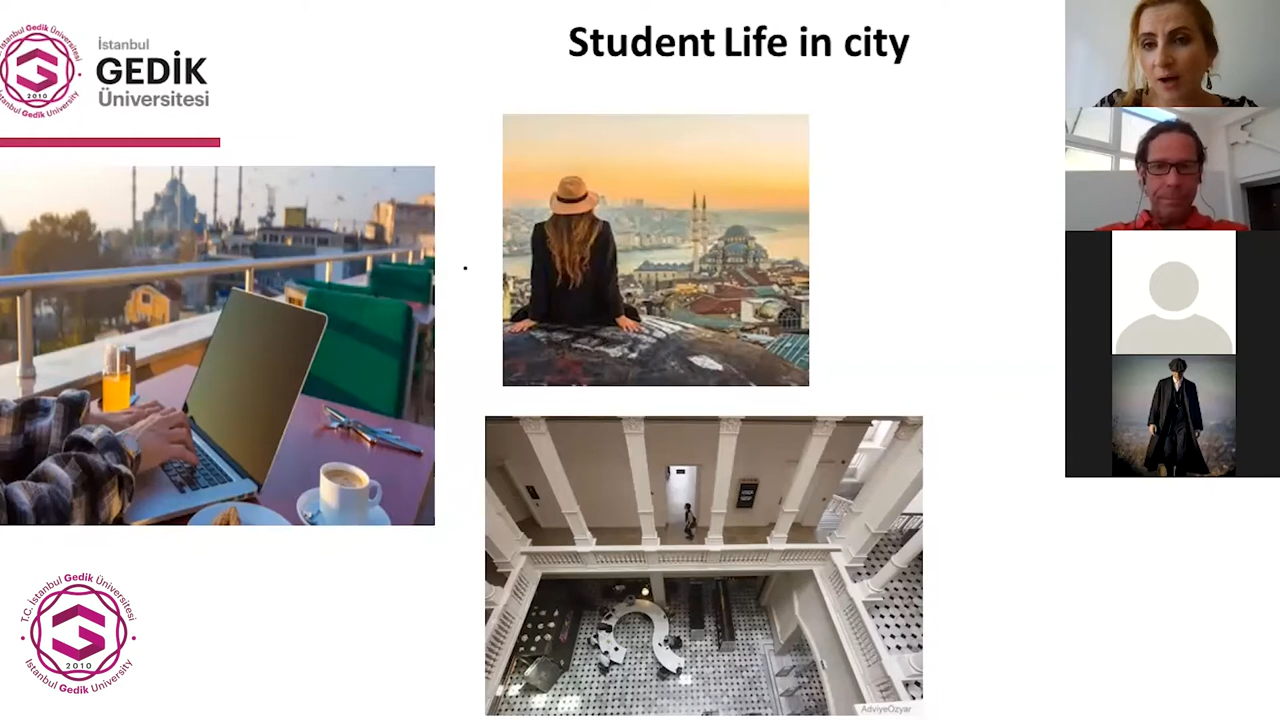 Student Life in city
İstanbul Gedik Üniversitesi
2010
İstanbul Gedik University
İstanbul
GEDİK
Üniversitesi
T.C. İstanbul Gedik Üniversitesi
2010
İstanbul Gedik University
AdviyeÖzyar